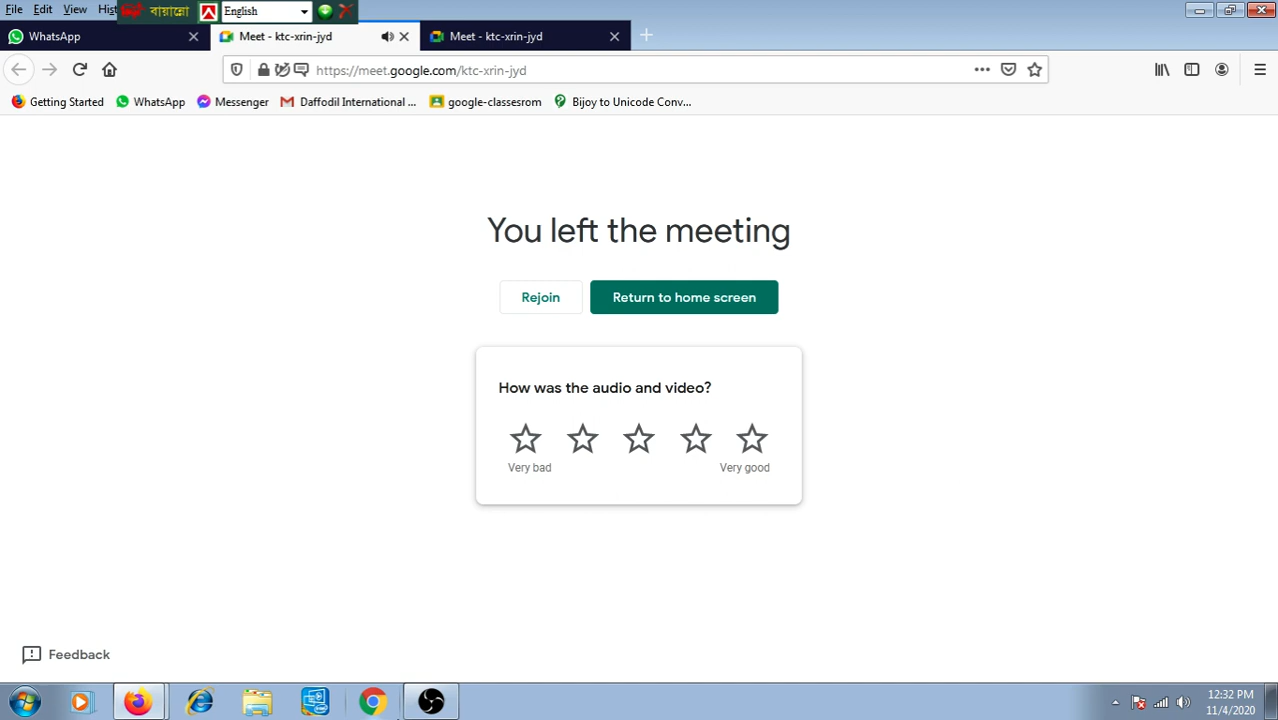 File Edit View Hist বায়ান্নো English
WhatsApp Meet - ktc-xrin-jyd Meet - ktc-xrin-jyd
https://meet.google.com/ktc-xrin-jyd
Getting Started WhatsApp Messenger Daffodil International ... google-classesrom Bijoy to Unicode Conv...
You left the meeting
Rejoin Return to home screen
How was the audio and video?
Very bad Very good
Feedback
12:32 PM
11/4/2020